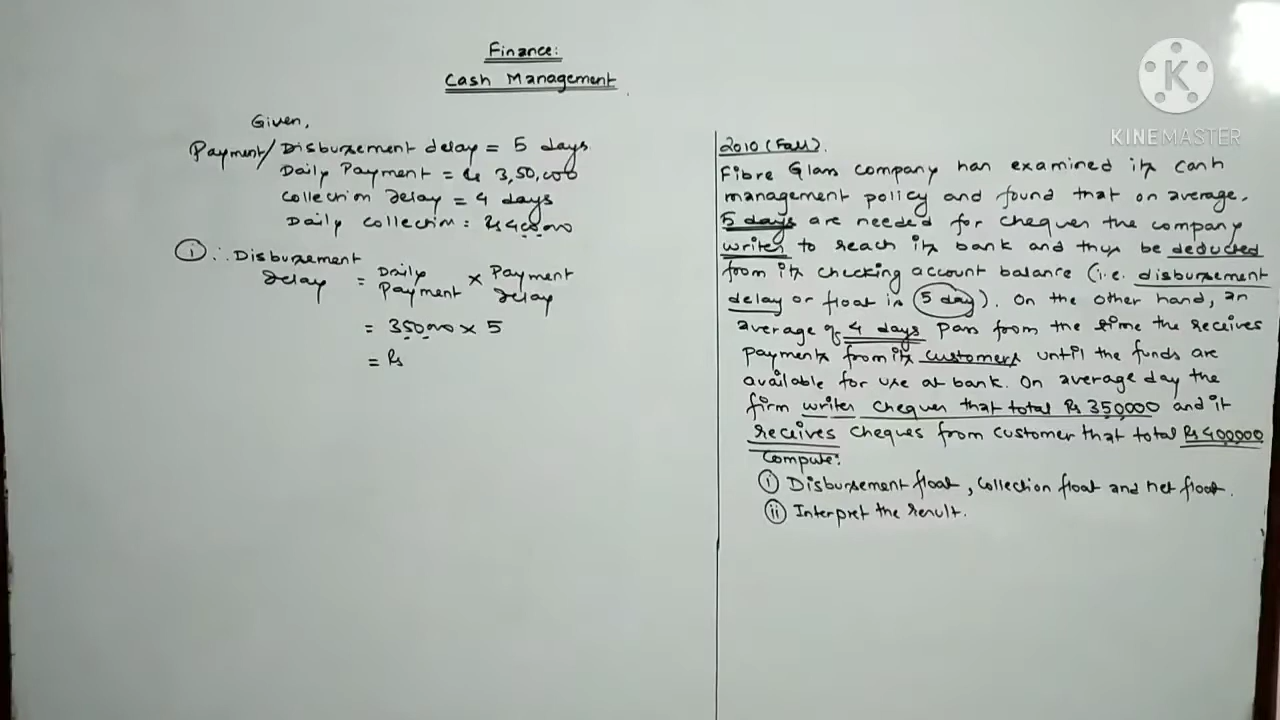 Finance:
Cash Management
Given,
Payment/Disbursement delay = 5 days
Daily Payment = Rs 3,50,000
Collection delay = 4 days
Daily collection = Rs 400000
(i) ∴ Disbursement delay = Daily Payment × Payment delay
= 350000 × 5
= Rs
2010 (Fall).
Fibre Glass company has examined its cash
management policy and found that on average,
5 days are needed for cheques the company
writes to reach its bank and thus be deducted
from its checking account balance (i.e. disbursement
delay or float is 5 day). On the other hand, an
average of 4 days pass from the time the receives
payments from its customers until the funds are
available for use at bank. On average day the
firm writes cheques that total Rs 350000 and it
receives cheques from customer that total Rs 400000
Compute:
(i) Disbursement float, Collection float and Net float.
(ii) Interpret the result.
K
KINEMASTER